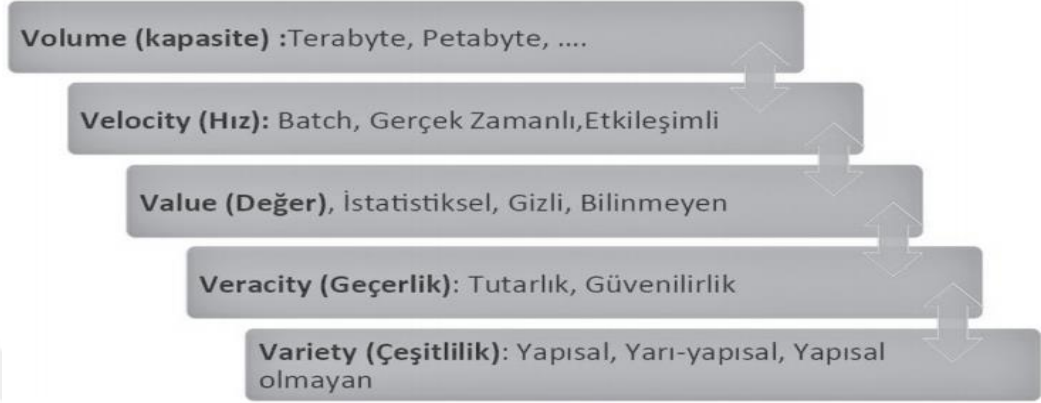 Volume (kapasite) :Terabyte, Petabyte, ....
Velocity (Hız): Batch, Gerçek Zamanlı,Etkileşimli
Value (Değer), İstatistiksel, Gizli, Bilinmeyen
Veracity (Geçerlik): Tutarlık, Güvenilirlik
Variety (Çeşitlilik): Yapısal, Yarı-yapısal, Yapısal
olmayan